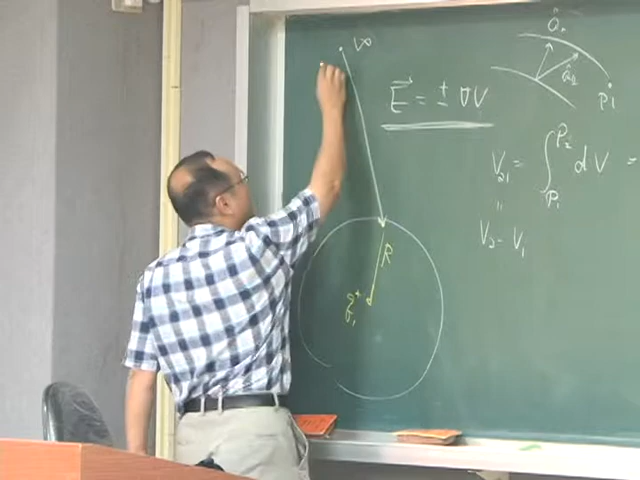 ∞
E⃗ = ± ∇V
P1
V₂₁ = ∫_{P₁}^{P₂} dV =
"
V₂ - V₁
R